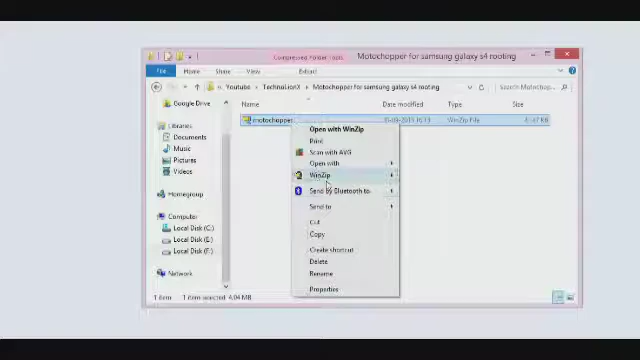 Compressed Folder Tools
Motochopper for samsung galaxy s4 rooting
File
Home
Share
View
Extract
Youtube
Motochopper for samsung galaxy s4 rooting
Search Motochop...
Name
Date modified
Type
Size
Google Drive
motochopper
WinZip File
Libraries
Documents
Music
Pictures
Videos
Homegroup
Computer
Local Disk (C:)
Local Disk (E:)
Local Disk (F:)
Network
Open with WinZip
Print
Scan with AVG
Open with
WinZip
Send by Bluetooth to
Send to
Cut
Copy
Create shortcut
Delete
Rename
Properties
1 item
1 item selected 4.04 MB